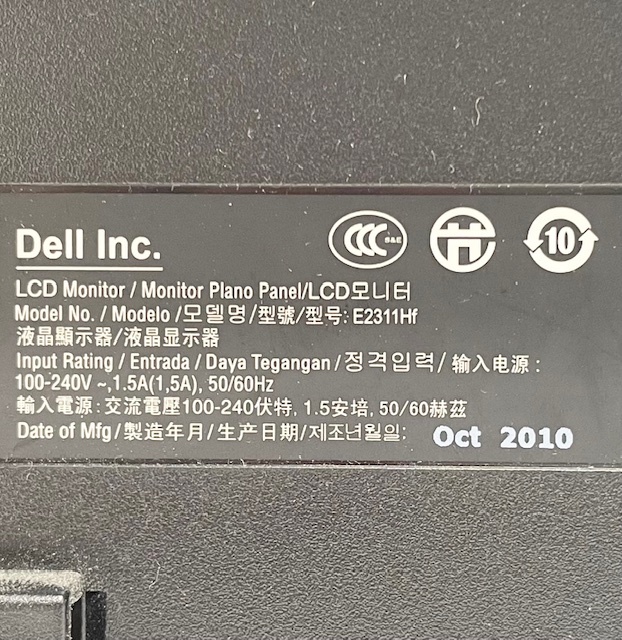 CCC S&E
10
Dell Inc.
LCD Monitor / Monitor Plano Panel/LCD모니터
Model No. / Modelo /모델명/型號/型号: E2311Hf
液晶顯示器/液晶显示器
Input Rating / Entrada / Daya Tegangan/정격입력/ 输入电源 :
100-240V ~,1.5A(1,5A), 50/60Hz
輸入電源: 交流電壓100-240伏特, 1.5安培, 50/60赫茲
Date of Mfg/製造年月/生产日期/제조년월일: Oct 2010